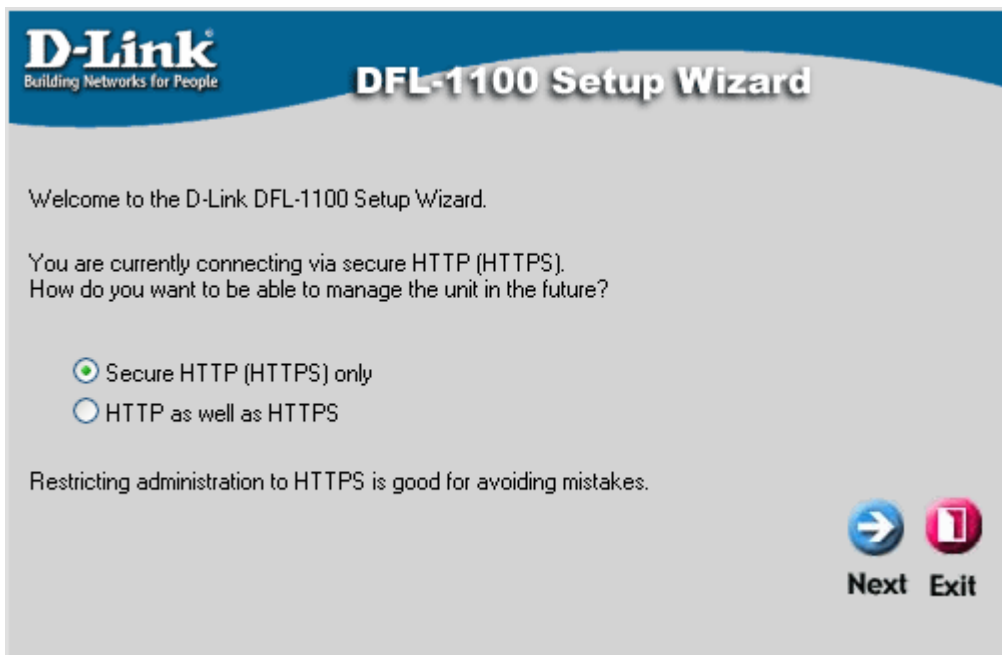 D-Link
Building Networks for People
DFL-1100 Setup Wizard
Welcome to the D-Link DFL-1100 Setup Wizard.
You are currently connecting via secure HTTP (HTTPS).
How do you want to be able to manage the unit in the future?
Secure HTTP (HTTPS) only
HTTP as well as HTTPS
Restricting administration to HTTPS is good for avoiding mistakes.
Next Exit